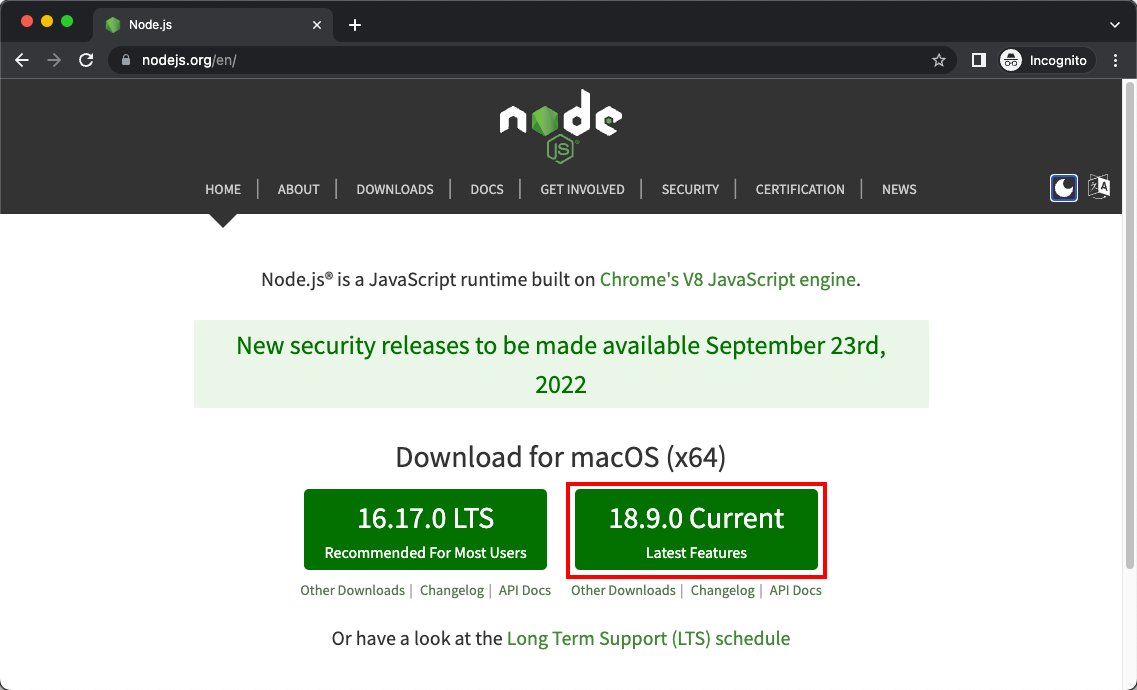 Node.js
nodejs.org/en/
Incognito
node
JS
HOME | ABOUT | DOWNLOADS | DOCS | GET INVOLVED | SECURITY | CERTIFICATION | NEWS
Node.js® is a JavaScript runtime built on Chrome's V8 JavaScript engine.
New security releases to be made available September 23rd,
2022
Download for macOS (x64)
16.17.0 LTS
Recommended For Most Users
18.9.0 Current
Latest Features
Other Downloads | Changelog | API Docs
Other Downloads | Changelog | API Docs
Or have a look at the Long Term Support (LTS) schedule